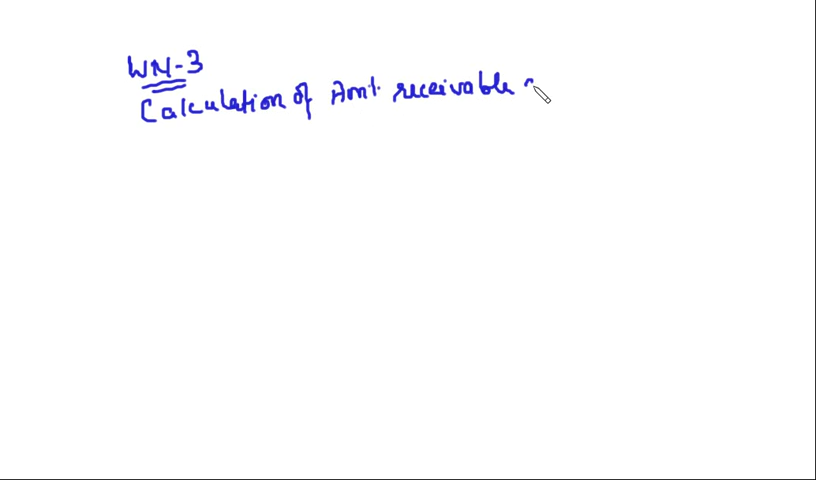 WN-3
Calculation of Amt. receivable